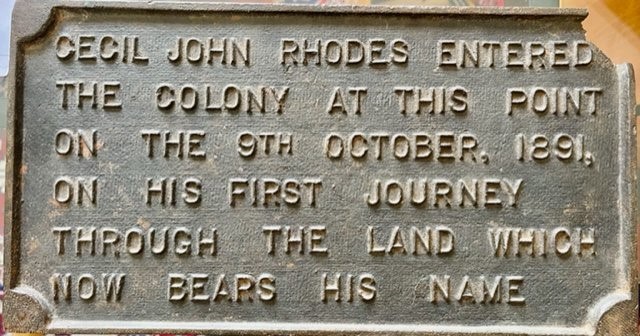 CECIL JOHN RHODES ENTERED
THE COLONY AT THIS POINT
ON THE 9TH OCTOBER. 1891,
ON HIS FIRST JOURNEY
THROUGH THE LAND WHICH
NOW BEARS HIS NAME